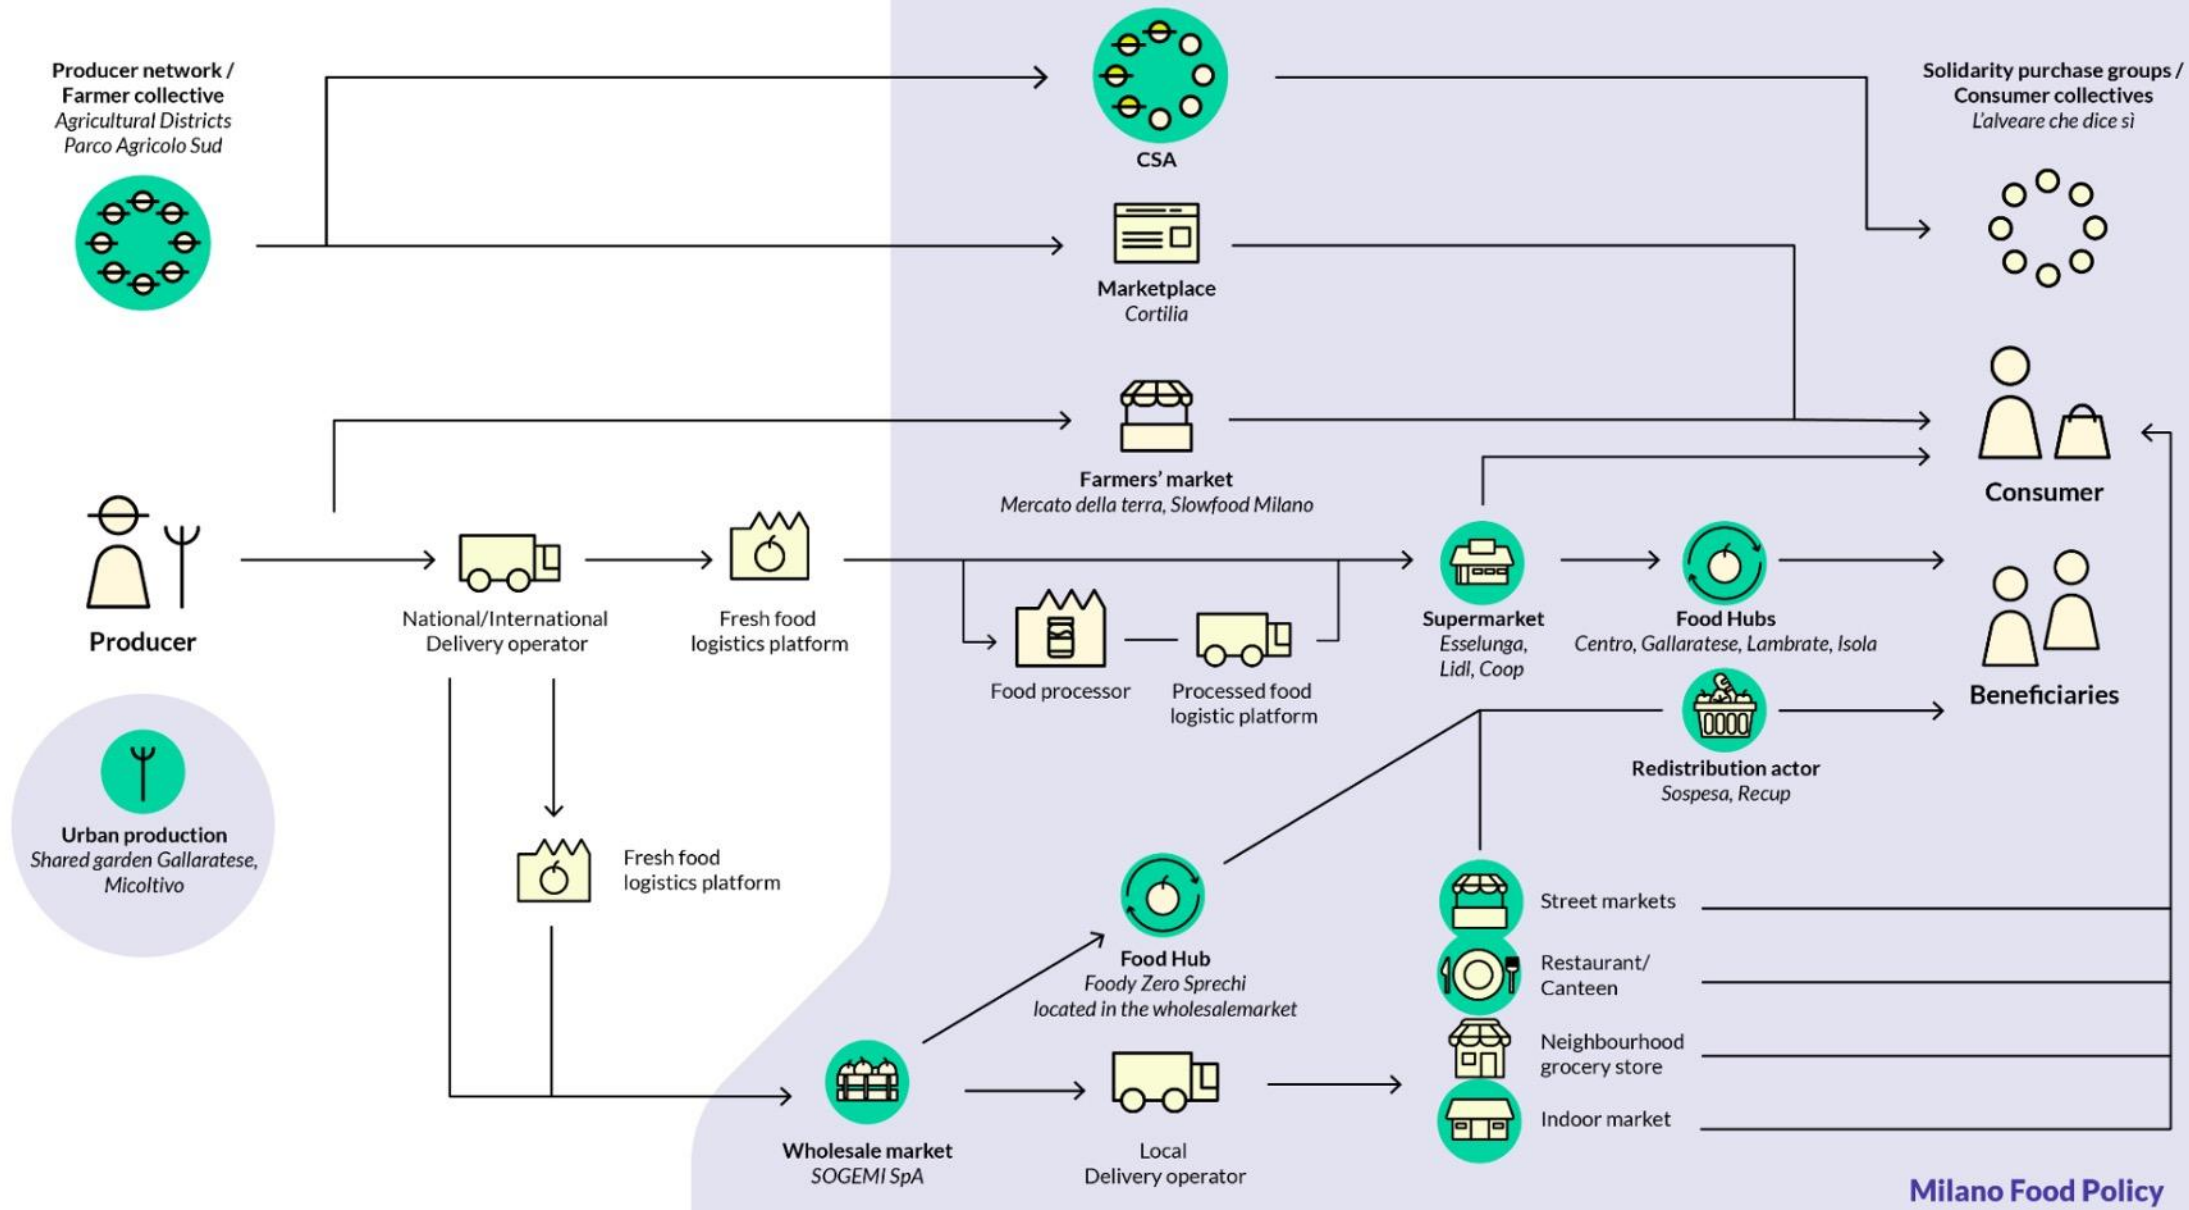 Producer network /
Farmer collective
Agricultural Districts
Parco Agricolo Sud
CSA
Solidarity purchase groups /
Consumer collectives
L'alveare che dice sì
Marketplace
Cortilia
Farmers' market
Mercato della terra, Slowfood Milano
Consumer
Producer
National/International
Delivery operator
Fresh food
logistics platform
Food processor
Processed food
logistic platform
Supermarket
Esselunga,
Lidl, Coop
Food Hubs
Centro, Gallaratese, Lambrate, Isola
Beneficiaries
Redistribution actor
Sospesa, Recup
Urban production
Shared garden Gallaratese,
Micoltivo
Fresh food
logistics platform
Food Hub
Foody Zero Sprechi
located in the wholesalemarket
Street markets
Restaurant/
Canteen
Neighbourhood
grocery store
Indoor market
Wholesale market
SOGEMI SpA
Local
Delivery operator
Milano Food Policy